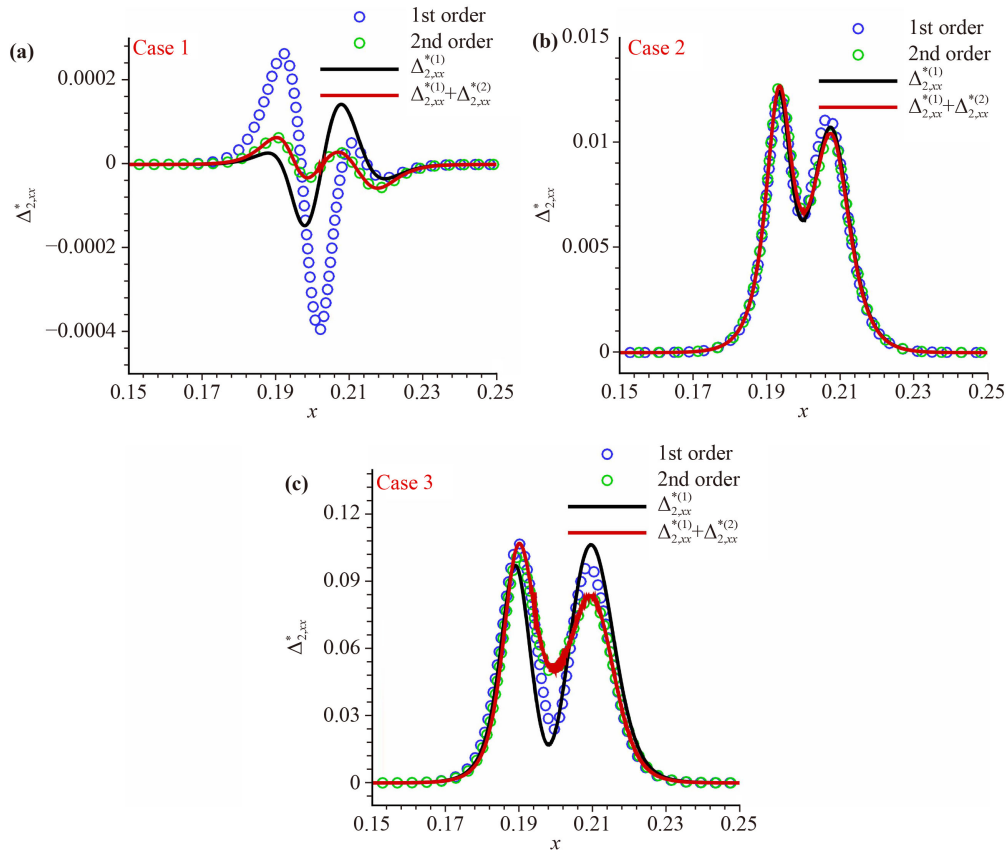 (a)
Case 1
1st order
2nd order
Δ*(1)2,xx
Δ*(1)2,xx+Δ*(2)2,xx
0.0002
0
−0.0002
−0.0004
Δ*2,xx
0.15 0.17 0.19 0.21 0.23 0.25
x
(b)
Case 2
1st order
2nd order
Δ*(1)2,xx
Δ*(1)2,xx+Δ*(2)2,xx
0.015
0.010
0.005
0
Δ*2,xx
0.15 0.17 0.19 0.21 0.23 0.25
x
(c)
Case 3
1st order
2nd order
Δ*(1)2,xx
Δ*(1)2,xx+Δ*(2)2,xx
0.12
0.09
0.06
0.03
0
Δ*2,xx
0.15 0.17 0.19 0.21 0.23 0.25
x